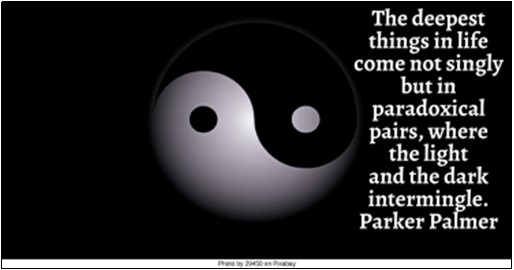 The deepest
things in life
come not singly
but in
paradoxical
pairs, where
the light
and the dark
intermingle.
Parker Palmer
Photo by 29450 on Pixabay